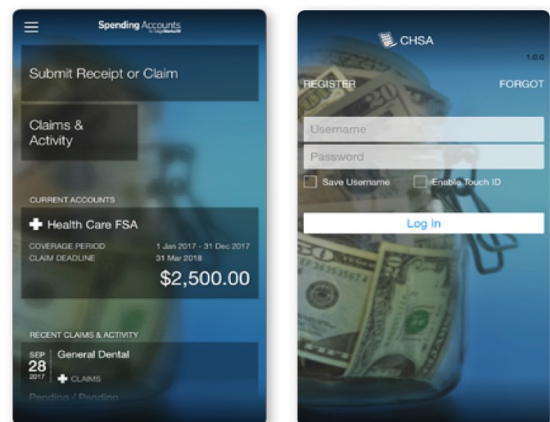 Spending Accounts
Submit Receipt or Claim
Claims &
Activity
CURRENT ACCOUNTS
Health Care FSA
COVERAGE PERIOD 1 Jan 2017 - 31 Dec 2017
CLAIM DEADLINE 31 Mar 2018
$2,500.00
RECENT CLAIMS & ACTIVITY
SEP
28
2017
General Dental
CLAIMS
Pending / Pending
CHSA
1.0.0
REGISTER FORGOT
Username
Password
Save Username Enable Touch ID
Log In